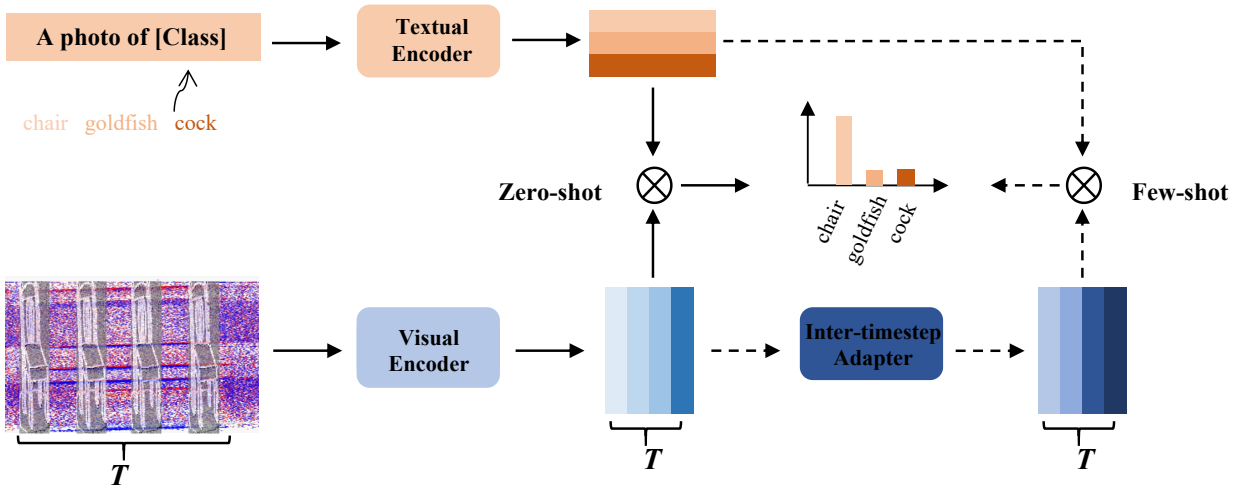 A photo of [Class]
Textual
Encoder
chair goldfish cock
Zero-shot
Few-shot
chair
goldfish
cock
Visual
Encoder
Inter-timestep
Adapter
T
T
T